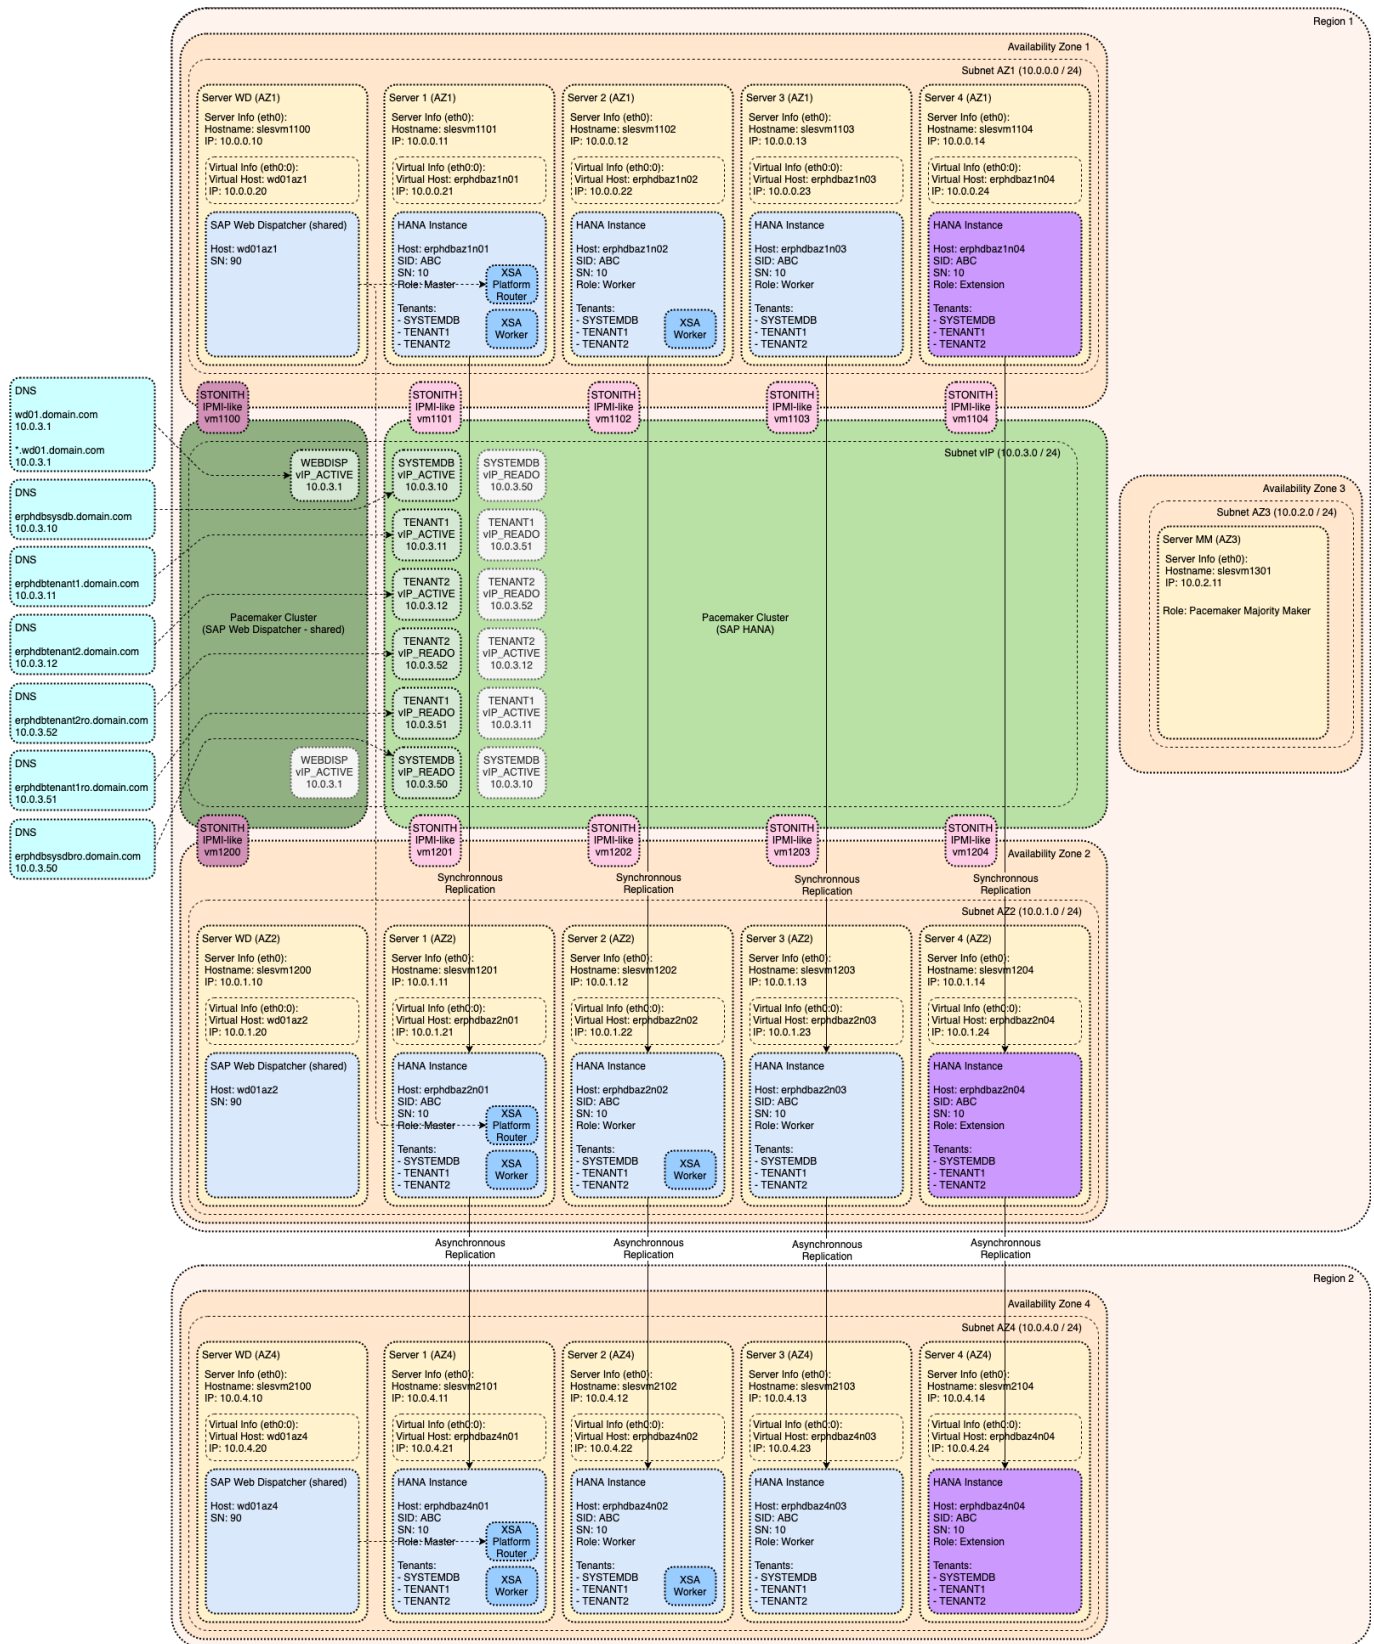 Region 1
Availability Zone 1
Subnet AZ1 (10.0.0.0 / 24)
Server WD (AZ1)
Server Info (eth0):
Hostname: slesvm1100
IP: 10.0.0.10
Virtual Info (eth0:0):
Virtual Host: wd01az1
IP: 10.0.0.20
SAP Web Dispatcher (shared)
Host: wd01az1
SN: 90
Server 1 (AZ1)
Server Info (eth0):
Hostname: slesvm1101
IP: 10.0.0.11
Virtual Info (eth0:0):
Virtual Host: erphdbaz1n01
IP: 10.0.0.21
HANA Instance
Host: erphdbaz1n01
SID: ABC
SN: 10
Role: Master
Tenants:
- SYSTEMDB
- TENANT1
- TENANT2
XSA
Platform
Router
XSA
Worker
Server 2 (AZ1)
Server Info (eth0):
Hostname: slesvm1102
IP: 10.0.0.12
Virtual Info (eth0:0):
Virtual Host: erphdbaz1n02
IP: 10.0.0.22
HANA Instance
Host: erphdbaz1n02
SID: ABC
SN: 10
Role: Worker
Tenants:
- SYSTEMDB
- TENANT1
- TENANT2
XSA
Worker
Server 3 (AZ1)
Server Info (eth0):
Hostname: slesvm1103
IP: 10.0.0.13
Virtual Info (eth0:0):
Virtual Host: erphdbaz1n03
IP: 10.0.0.23
HANA Instance
Host: erphdbaz1n03
SID: ABC
SN: 10
Role: Worker
Tenants:
- SYSTEMDB
- TENANT1
- TENANT2
Server 4 (AZ1)
Server Info (eth0):
Hostname: slesvm1104
IP: 10.0.0.14
Virtual Info (eth0:0):
Virtual Host: erphdbaz1n04
IP: 10.0.0.24
HANA Instance
Host: erphdbaz1n04
SID: ABC
SN: 10
Role: Extension
Tenants:
- SYSTEMDB
- TENANT1
- TENANT2
STONITH
IPMI-like
vm1100
STONITH
IPMI-like
vm1101
STONITH
IPMI-like
vm1102
STONITH
IPMI-like
vm1103
STONITH
IPMI-like
vm1104
DNS
wd01.domain.com
10.0.3.1
*.wd01.domain.com
10.0.3.1
DNS
erphdbsysdb.domain.com
10.0.3.10
DNS
erphdbtenant1.domain.com
10.0.3.11
DNS
erphdbtenant2.domain.com
10.0.3.12
DNS
erphdbtenant2ro.domain.com
10.0.3.52
DNS
erphdbtenant1ro.domain.com
10.0.3.51
DNS
erphdbsysdbro.domain.com
10.0.3.50
WEBDISP
vIP_ACTIVE
10.0.3.1
Pacemaker Cluster
(SAP Web Dispatcher - shared)
WEBDISP
vIP_ACTIVE
10.0.3.1
Subnet vIP (10.0.3.0 / 24)
SYSTEMDB
vIP_ACTIVE
10.0.3.10
SYSTEMDB
vIP_READO
10.0.3.50
TENANT1
vIP_ACTIVE
10.0.3.11
TENANT1
vIP_READO
10.0.3.51
TENANT2
vIP_ACTIVE
10.0.3.12
TENANT2
vIP_READO
10.0.3.52
TENANT2
vIP_READO
10.0.3.52
TENANT2
vIP_ACTIVE
10.0.3.12
TENANT1
vIP_READO
10.0.3.51
TENANT1
vIP_ACTIVE
10.0.3.11
SYSTEMDB
vIP_READO
10.0.3.50
SYSTEMDB
vIP_ACTIVE
10.0.3.10
Pacemaker Cluster
(SAP HANA)
Availability Zone 3
Subnet AZ3 (10.0.2.0 / 24)
Server MM (AZ3)
Server Info (eth0):
Hostname: slesvm1301
IP: 10.0.2.11
Role: Pacemaker Majority Maker
STONITH
IPMI-like
vm1200
STONITH
IPMI-like
vm1201
STONITH
IPMI-like
vm1202
STONITH
IPMI-like
vm1203
STONITH
IPMI-like
vm1204
Availability Zone 2
Synchronnous
Replication
Synchronnous
Replication
Synchronnous
Replication
Synchronnous
Replication
Subnet AZ2 (10.0.1.0 / 24)
Server WD (AZ2)
Server Info (eth0):
Hostname: slesvm1200
IP: 10.0.1.10
Virtual Info (eth0:0):
Virtual Host: wd01az2
IP: 10.0.1.20
SAP Web Dispatcher (shared)
Host: wd01az2
SN: 90
Server 1 (AZ2)
Server Info (eth0):
Hostname: slesvm1201
IP: 10.0.1.11
Virtual Info (eth0:0):
Virtual Host: erphdbaz2n01
IP: 10.0.1.21
HANA Instance
Host: erphdbaz2n01
SID: ABC
SN: 10
Role: Master
Tenants:
- SYSTEMDB
- TENANT1
- TENANT2
XSA
Platform
Router
XSA
Worker
Server 2 (AZ2)
Server Info (eth0):
Hostname: slesvm1202
IP: 10.0.1.12
Virtual Info (eth0:0):
Virtual Host: erphdbaz2n02
IP: 10.0.1.22
HANA Instance
Host: erphdbaz2n02
SID: ABC
SN: 10
Role: Worker
Tenants:
- SYSTEMDB
- TENANT1
- TENANT2
XSA
Worker
Server 3 (AZ2)
Server Info (eth0):
Hostname: slesvm1203
IP: 10.0.1.13
Virtual Info (eth0:0):
Virtual Host: erphdbaz2n03
IP: 10.0.1.23
HANA Instance
Host: erphdbaz2n03
SID: ABC
SN: 10
Role: Worker
Tenants:
- SYSTEMDB
- TENANT1
- TENANT2
Server 4 (AZ2)
Server Info (eth0):
Hostname: slesvm1204
IP: 10.0.1.14
Virtual Info (eth0:0):
Virtual Host: erphdbaz2n04
IP: 10.0.1.24
HANA Instance
Host: erphdbaz2n04
SID: ABC
SN: 10
Role: Extension
Tenants:
- SYSTEMDB
- TENANT1
- TENANT2
Asynchronnous
Replication
Asynchronnous
Replication
Asynchronnous
Replication
Asynchronnous
Replication
Region 2
Availability Zone 4
Subnet AZ4 (10.0.4.0 / 24)
Server WD (AZ4)
Server Info (eth0):
Hostname: slesvm2100
IP: 10.0.4.10
Virtual Info (eth0:0):
Virtual Host: wd01az4
IP: 10.0.4.20
SAP Web Dispatcher (shared)
Host: wd01az4
SN: 90
Server 1 (AZ4)
Server Info (eth0):
Hostname: slesvm2101
IP: 10.0.4.11
Virtual Info (eth0:0):
Virtual Host: erphdbaz4n01
IP: 10.0.4.21
HANA Instance
Host: erphdbaz4n01
SID: ABC
SN: 10
Role: Master
Tenants:
- SYSTEMDB
- TENANT1
- TENANT2
XSA
Platform
Router
XSA
Worker
Server 2 (AZ4)
Server Info (eth0):
Hostname: slesvm2102
IP: 10.0.4.12
Virtual Info (eth0:0):
Virtual Host: erphdbaz4n02
IP: 10.0.4.22
HANA Instance
Host: erphdbaz4n02
SID: ABC
SN: 10
Role: Worker
Tenants:
- SYSTEMDB
- TENANT1
- TENANT2
XSA
Worker
Server 3 (AZ4)
Server Info (eth0):
Hostname: slesvm2103
IP: 10.0.4.13
Virtual Info (eth0:0):
Virtual Host: erphdbaz4n03
IP: 10.0.4.23
HANA Instance
Host: erphdbaz4n03
SID: ABC
SN: 10
Role: Worker
Tenants:
- SYSTEMDB
- TENANT1
- TENANT2
Server 4 (AZ4)
Server Info (eth0):
Hostname: slesvm2104
IP: 10.0.4.14
Virtual Info (eth0:0):
Virtual Host: erphdbaz4n04
IP: 10.0.4.24
HANA Instance
Host: erphdbaz4n04
SID: ABC
SN: 10
Role: Extension
Tenants:
- SYSTEMDB
- TENANT1
- TENANT2